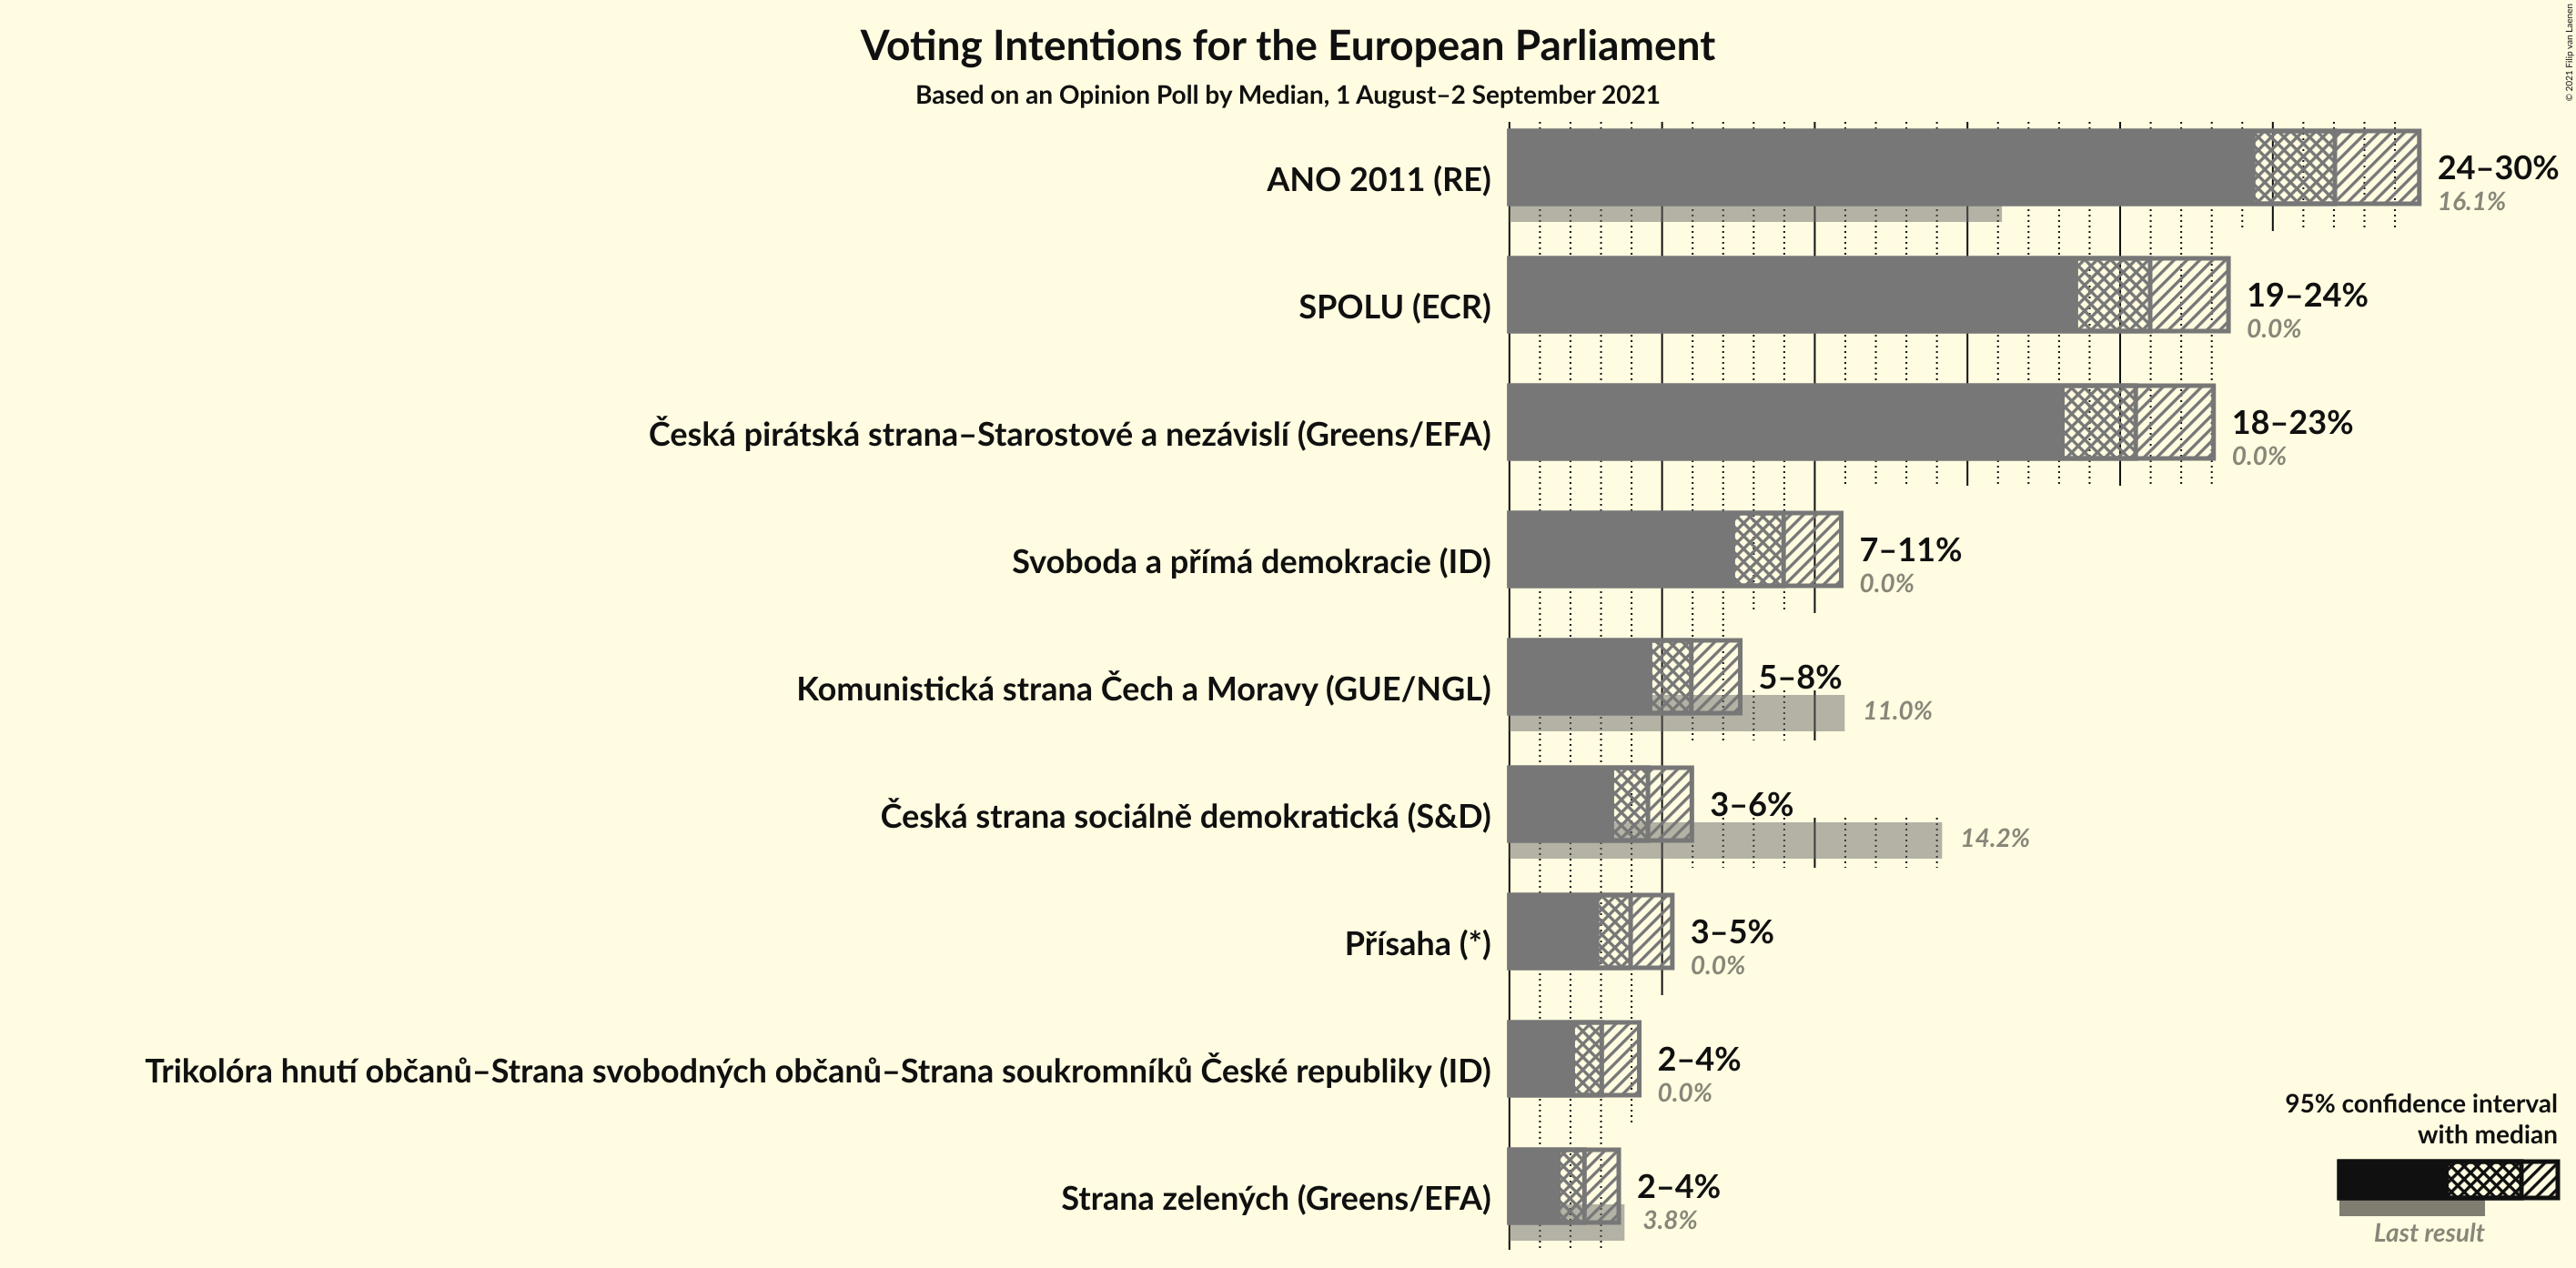 © 2021 Filip van Laenen
Voting Intentions for the European Parliament
Based on an Opinion Poll by Median, 1 August–2 September 2021
ANO 2011 (RE)
24–30%
16.1%
SPOLU (ECR)
19–24%
0.0%
Česká pirátská strana–Starostové a nezávislí (Greens/EFA)
18–23%
0.0%
Svoboda a přímá demokracie (ID)
7–11%
0.0%
Komunistická strana Čech a Moravy (GUE/NGL)
5–8%
11.0%
Česká strana sociálně demokratická (S&D)
3–6%
14.2%
Přísaha (*)
3–5%
0.0%
Trikolóra hnutí občanů–Strana svobodných občanů–Strana soukromníků České republiky (ID)
2–4%
0.0%
Strana zelených (Greens/EFA)
2–4%
3.8%
95% confidence interval
with median
Last result